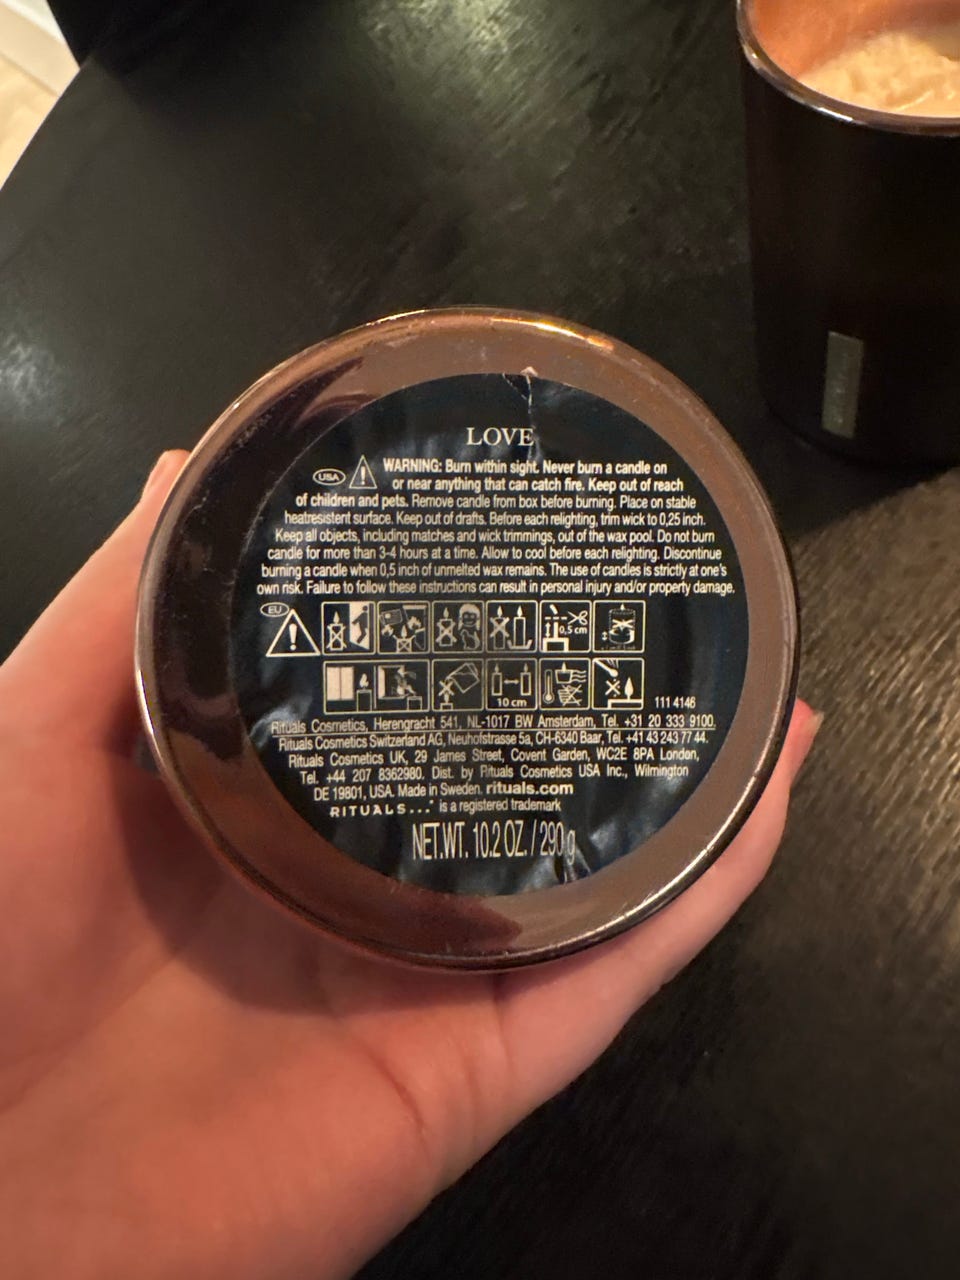 LOVE
USA WARNING: Burn within sight. Never burn a candle on
or near anything that can catch fire. Keep out of reach
of children and pets. Remove candle from box before burning. Place on stable
heatresistent surface. Keep out of drafts. Before each relighting, trim wick to 0,25 inch.
Keep all objects, including matches and wick trimmings, out of the wax pool. Do not burn
candle for more than 3-4 hours at a time. Allow to cool before each relighting. Discontinue
burning a candle when 0,5 inch of unmelted wax remains. The use of candles is strictly at one's
own risk. Failure to follow these instructions can result in personal injury and/or property damage.
EU
0,5 cm
10 cm
111 4146
Rituals Cosmetics, Herengracht 541, NL-1017 BW Amsterdam, Tel. +31 20 333 9100.
Rituals Cosmetics Switzerland AG, Neuhofstrasse 5a, CH-6340 Baar, Tel. +41 43 243 77 44.
Rituals Cosmetics UK, 29 James Street, Covent Garden, WC2E 8PA London,
Tel. +44 207 8362980. Dist. by Rituals Cosmetics USA Inc., Wilmington
DE 19801, USA. Made in Sweden. rituals.com
RITUALS...® is a registered trademark
NET.WT. 10.2 OZ. / 290 g